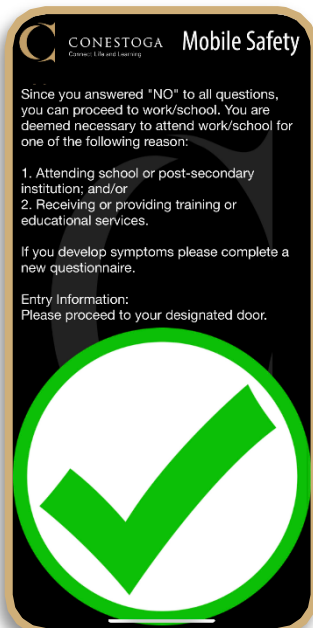 CONESTOGA
Connect Life and Learning
Mobile Safety
Since you answered "NO" to all questions,
you can proceed to work/school. You are
deemed necessary to attend work/school for
one of the following reason:
1. Attending school or post-secondary
institution; and/or
2. Receiving or providing training or
educational services.
If you develop symptoms please complete a
new questionnaire.
Entry Information:
Please proceed to your designated door.